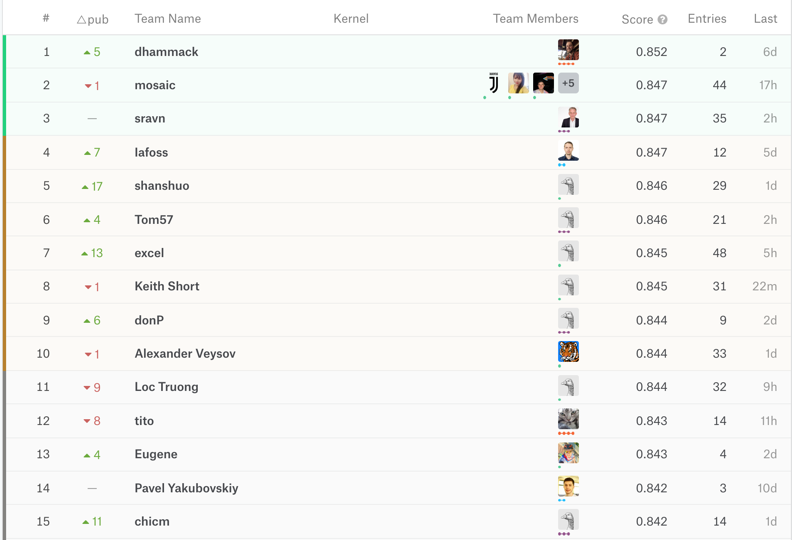 # △pub Team Name Kernel Team Members Score Entries Last
1 5 dhammack 0.852 2 6d
2 1 mosaic +5 0.847 44 17h
3 — sravn 0.847 35 2h
4 7 lafoss 0.847 12 5d
5 17 shanshuo 0.846 29 1d
6 4 Tom57 0.846 21 2h
7 13 excel 0.845 48 5h
8 1 Keith Short 0.845 31 22m
9 6 donP 0.844 9 2d
10 1 Alexander Veysov 0.844 33 1d
11 9 Loc Truong 0.844 32 9h
12 8 tito 0.843 14 11h
13 4 Eugene 0.843 4 2d
14 — Pavel Yakubovskiy 0.842 3 10d
15 11 chicm 0.842 14 1d